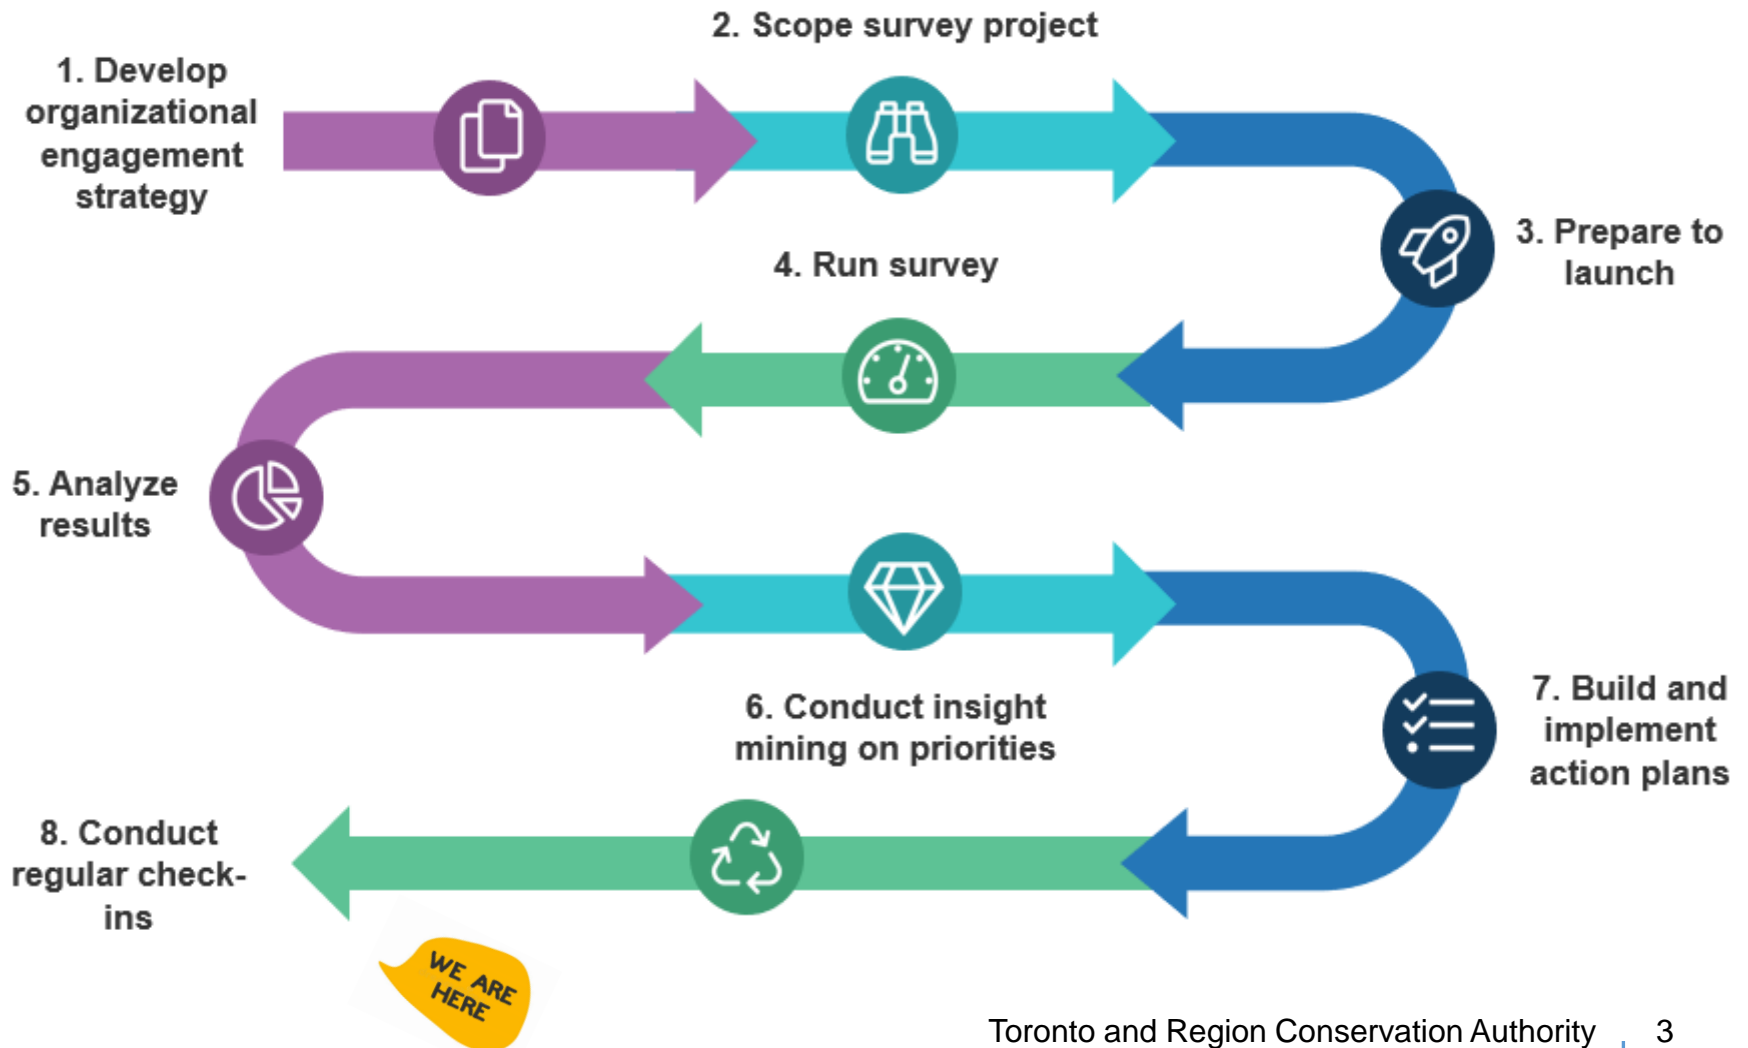 1. Develop
organizational
engagement
strategy
2. Scope survey project
3. Prepare to
launch
4. Run survey
5. Analyze
results
6. Conduct insight
mining on priorities
7. Build and
implement
action plans
8. Conduct
regular check-
ins
WE ARE
HERE
Toronto and Region Conservation Authority 3